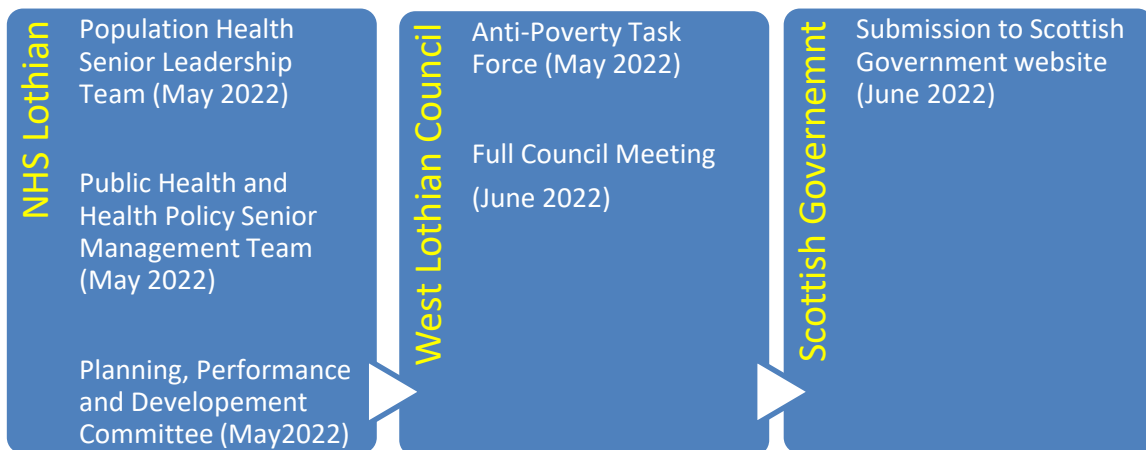 NHS Lothian
Population Health
Senior Leadership
Team (May 2022)
Public Health and
Health Policy Senior
Management Team
(May 2022)
Planning, Performance
and Developement
Committee (May2022)
West Lothian Council
Anti-Poverty Task
Force (May 2022)
Full Council Meeting
(June 2022)
Scottish Governemnt
Submission to Scottish
Government website
(June 2022)